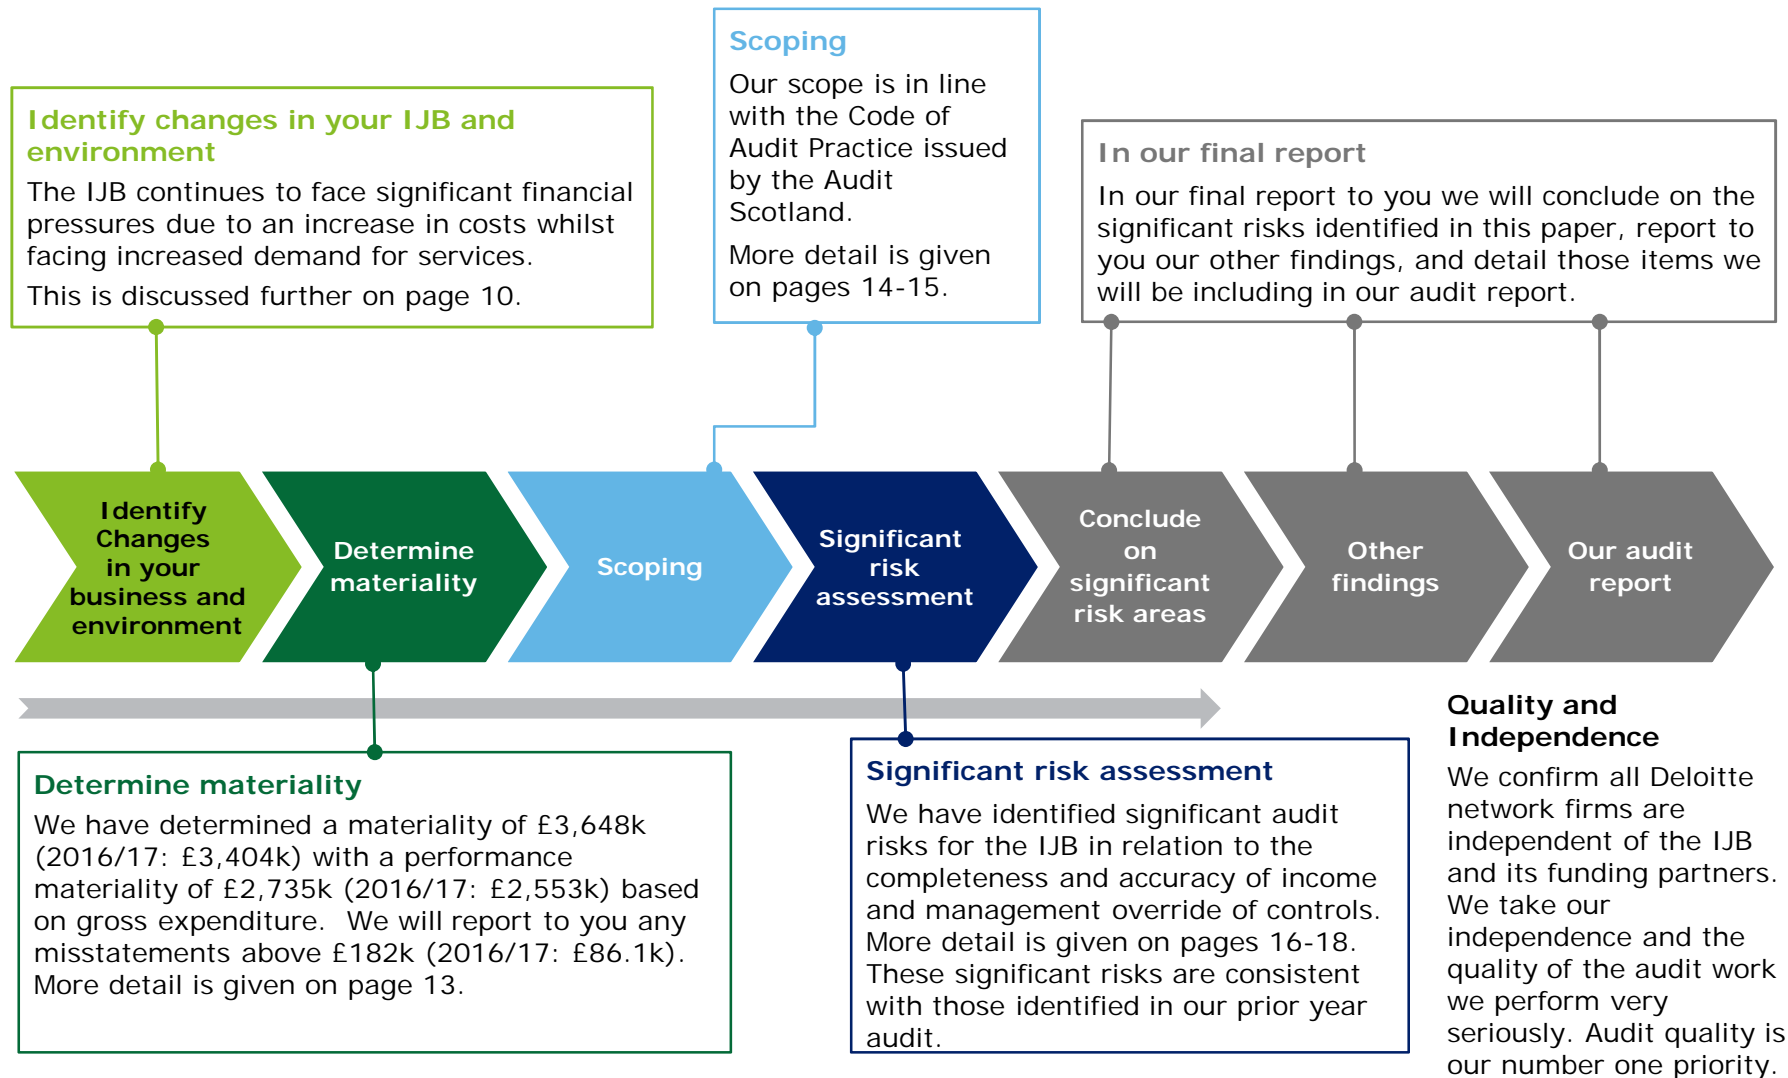 Scoping
Our scope is in line
with the Code of
Audit Practice issued
by the Audit
Scotland.
More detail is given
on pages 14-15.
Identify changes in your IJB and
environment
The IJB continues to face significant financial
pressures due to an increase in costs whilst
facing increased demand for services.
This is discussed further on page 10.
In our final report
In our final report to you we will conclude on the
significant risks identified in this paper, report to
you our other findings, and detail those items we
will be including in our audit report.
Identify
Changes
in your
business and
environment
Determine
materiality
Scoping
Significant
risk
assessment
Conclude
on
significant
risk areas
Other
findings
Our audit
report
Determine materiality
We have determined a materiality of £3,648k
(2016/17: £3,404k) with a performance
materiality of £2,735k (2016/17: £2,553k) based
on gross expenditure.  We will report to you any
misstatements above £182k (2016/17: £86.1k).
More detail is given on page 13.
Significant risk assessment
We have identified significant audit
risks for the IJB in relation to the
completeness and accuracy of income
and management override of controls.
More detail is given on pages 16-18.
These significant risks are consistent
with those identified in our prior year
audit.
Quality and
Independence
We confirm all Deloitte
network firms are
independent of the IJB
and its funding partners.
We take our
independence and the
quality of the audit work
we perform very
seriously. Audit quality is
our number one priority.